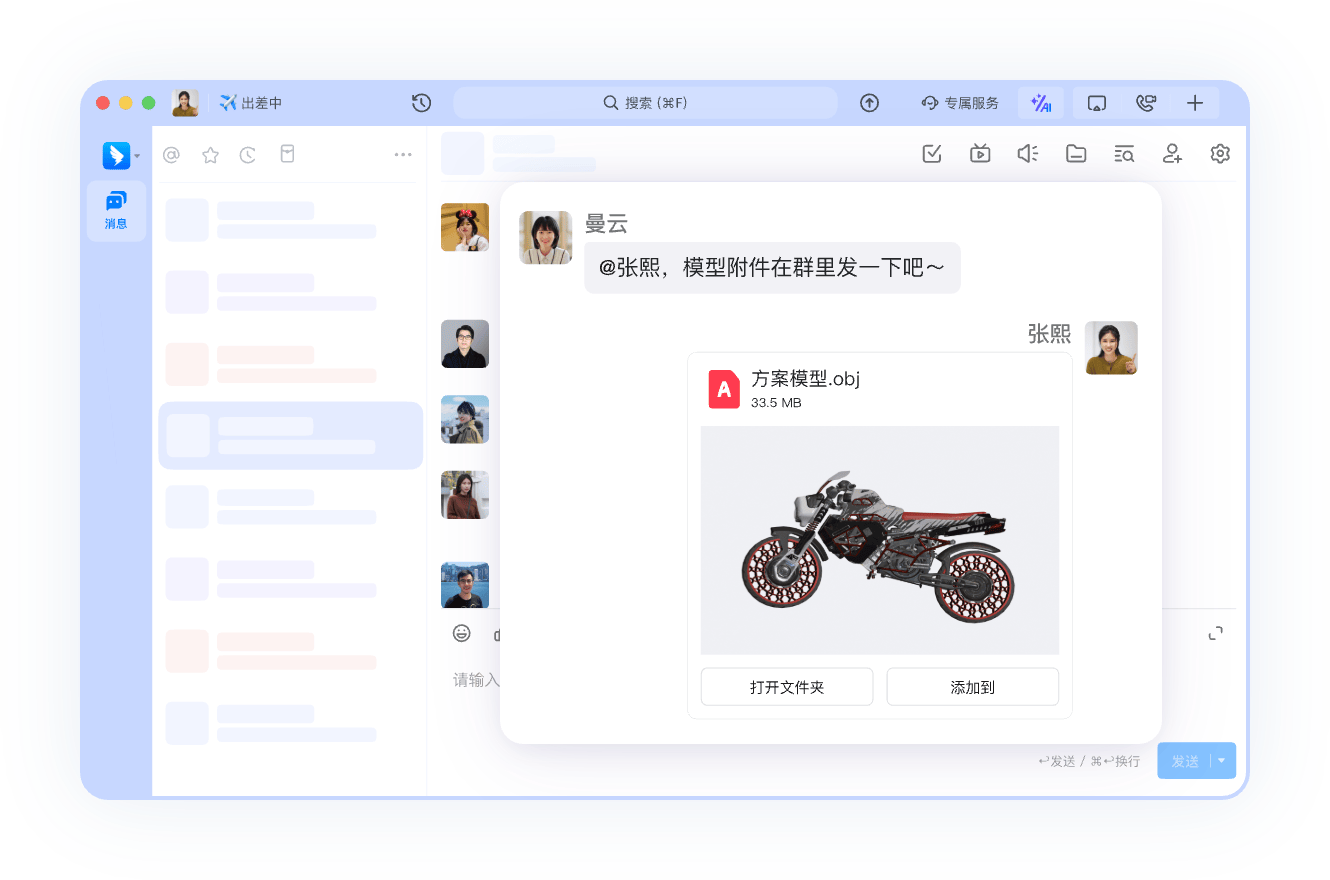 出差中
搜索 (⌘F)
专属服务
AI
消息
曼云
@张熙，模型附件在群里发一下吧～
张熙
A
方案模型.obj
33.5 MB
打开文件夹
添加到
请输入
↩发送 / ⌘↩换行
发送